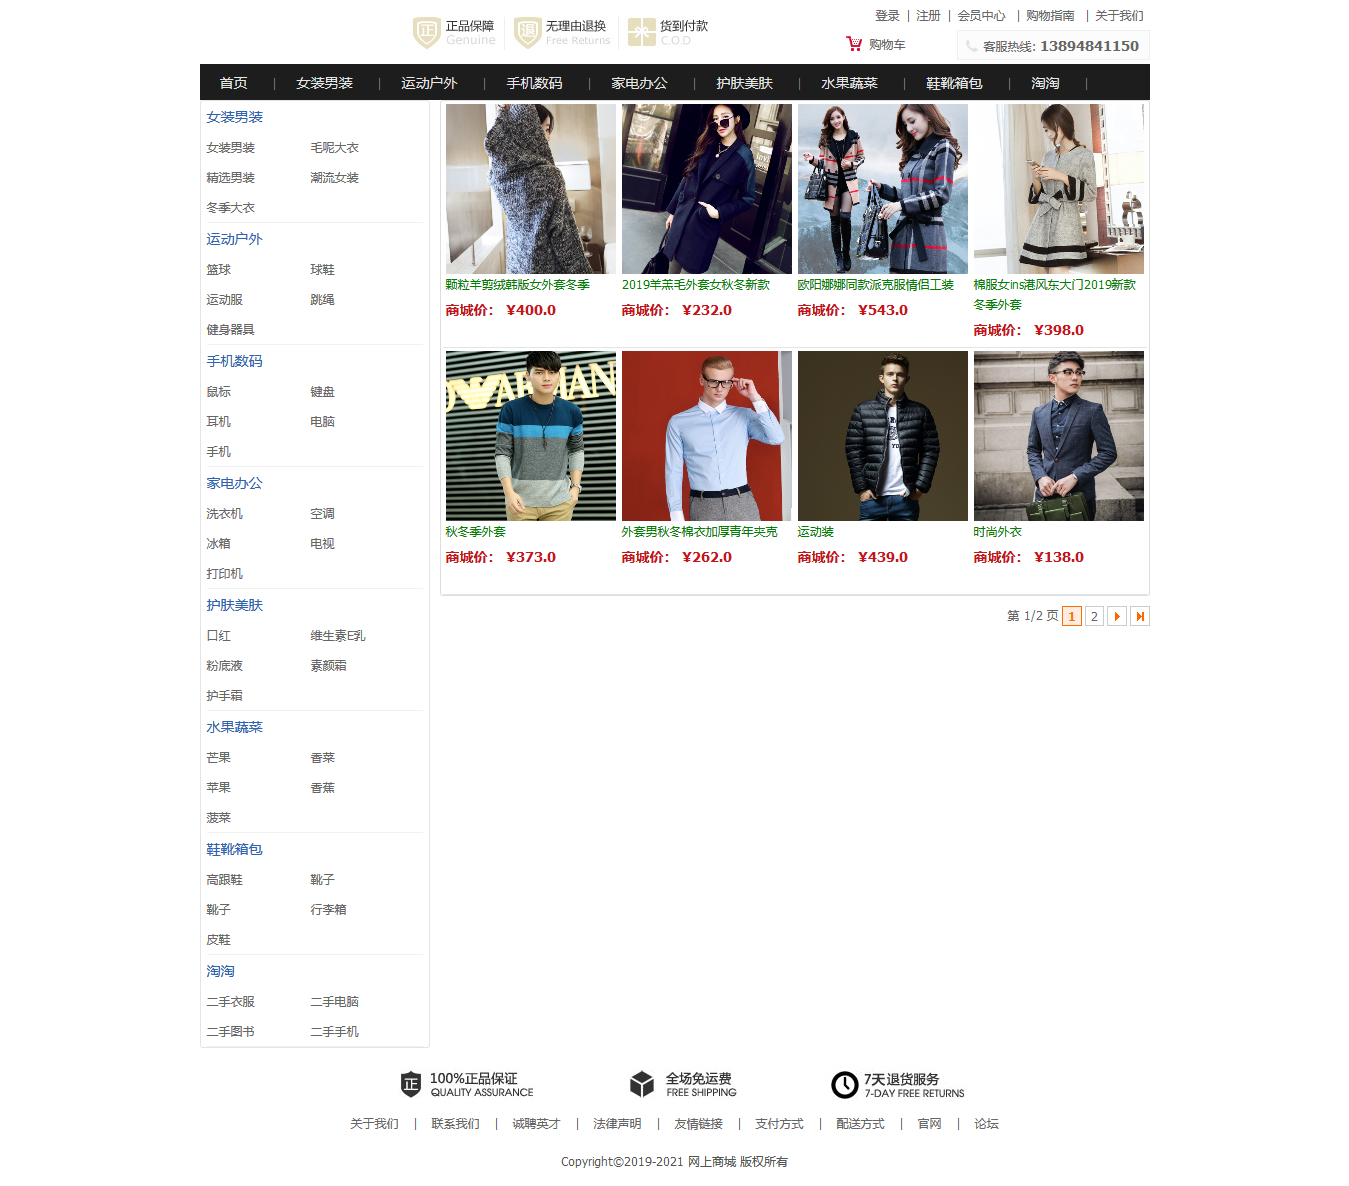 正品保障 Genuine
无理由退换 Free Returns
货到付款 C.O.D
登录 | 注册 | 会员中心 | 购物指南 | 关于我们
购物车
客服热线: 13894841150
首页 | 女装男装 | 运动户外 | 手机数码 | 家电办公 | 护肤美肤 | 水果蔬菜 | 鞋靴箱包 | 淘淘 |
女装男装
女装男装 毛呢大衣
精选男装 潮流女装
冬季大衣
运动户外
篮球 球鞋
运动服 跳绳
健身器具
手机数码
鼠标 键盘
耳机 电脑
手机
家电办公
洗衣机 空调
冰箱 电视
打印机
护肤美肤
口红 维生素E乳
粉底液 素颜霜
护手霜
水果蔬菜
芒果 香菜
苹果 香蕉
菠菜
鞋靴箱包
高跟鞋 靴子
靴子 行李箱
皮鞋
淘淘
二手衣服 二手电脑
二手图书 二手手机
颗粒羊剪绒韩版女外套冬季
商城价： ¥400.0
2019羊羔毛外套女秋冬新款
商城价： ¥232.0
欧阳娜娜同款派克服情侣工装
商城价： ¥543.0
棉服女ins港风东大门2019新款
冬季外套
商城价： ¥398.0
秋冬季外套
商城价： ¥373.0
外套男秋冬棉衣加厚青年夹克
商城价： ¥262.0
运动装
商城价： ¥439.0
时尚外衣
商城价： ¥138.0
第 1/2 页 1 2
100%正品保证
QUALITY ASSURANCE
全场免运费
FREE SHIPPING
7天退货服务
7-DAY FREE RETURNS
关于我们 | 联系我们 | 诚聘英才 | 法律声明 | 友情链接 | 支付方式 | 配送方式 | 官网 | 论坛
Copyright©2019-2021 网上商城 版权所有